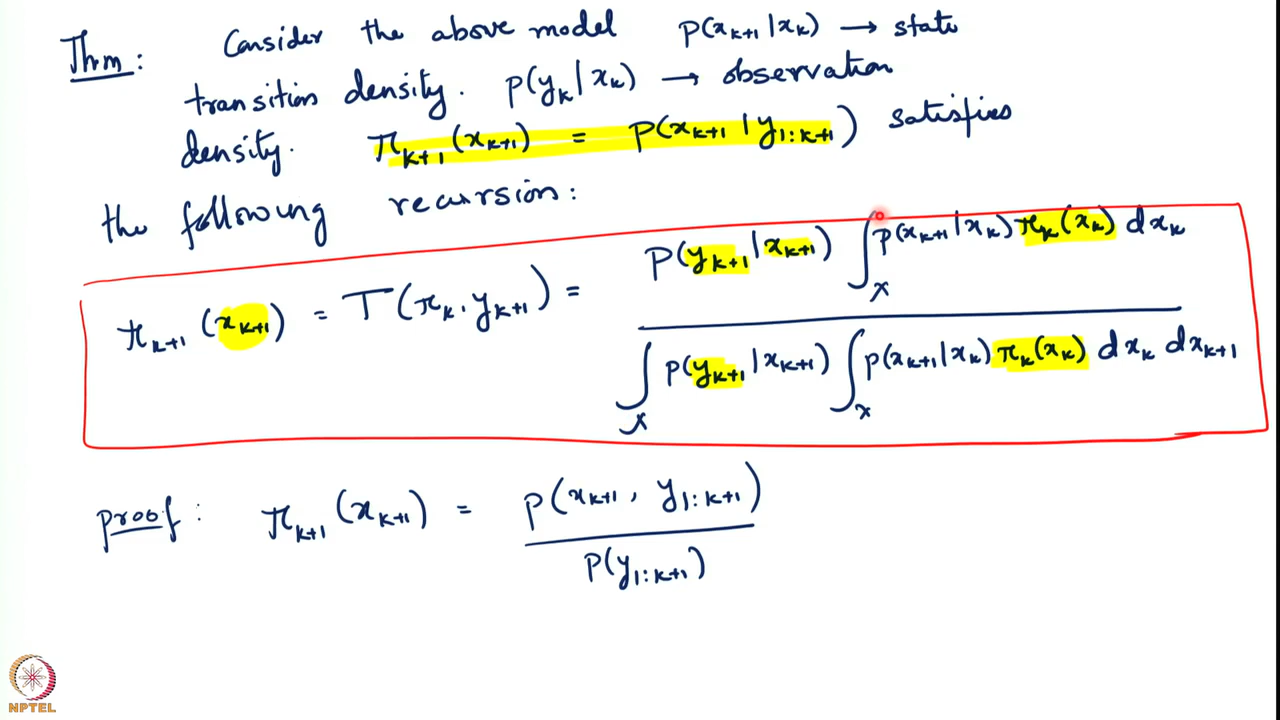 Thm: Consider the above model p(x_{k+1}|x_k) → state
transition density. p(y_k|x_k) → observation
density. π_{k+1}(x_{k+1}) = p(x_{k+1}|y_{1:k+1}) satisfies
the following recursion:
π_{k+1}(x_{k+1}) = T(π_k, y_{k+1}) =
p(y_{k+1}|x_{k+1}) ∫_X p(x_{k+1}|x_k) π_k(x_k) dx_k
∫_X p(y_{k+1}|x_{k+1}) ∫_X p(x_{k+1}|x_k) π_k(x_k) dx_k dx_{k+1}
proof: π_{k+1}(x_{k+1}) = p(x_{k+1}, y_{1:k+1})
p(y_{1:k+1})
NPTEL